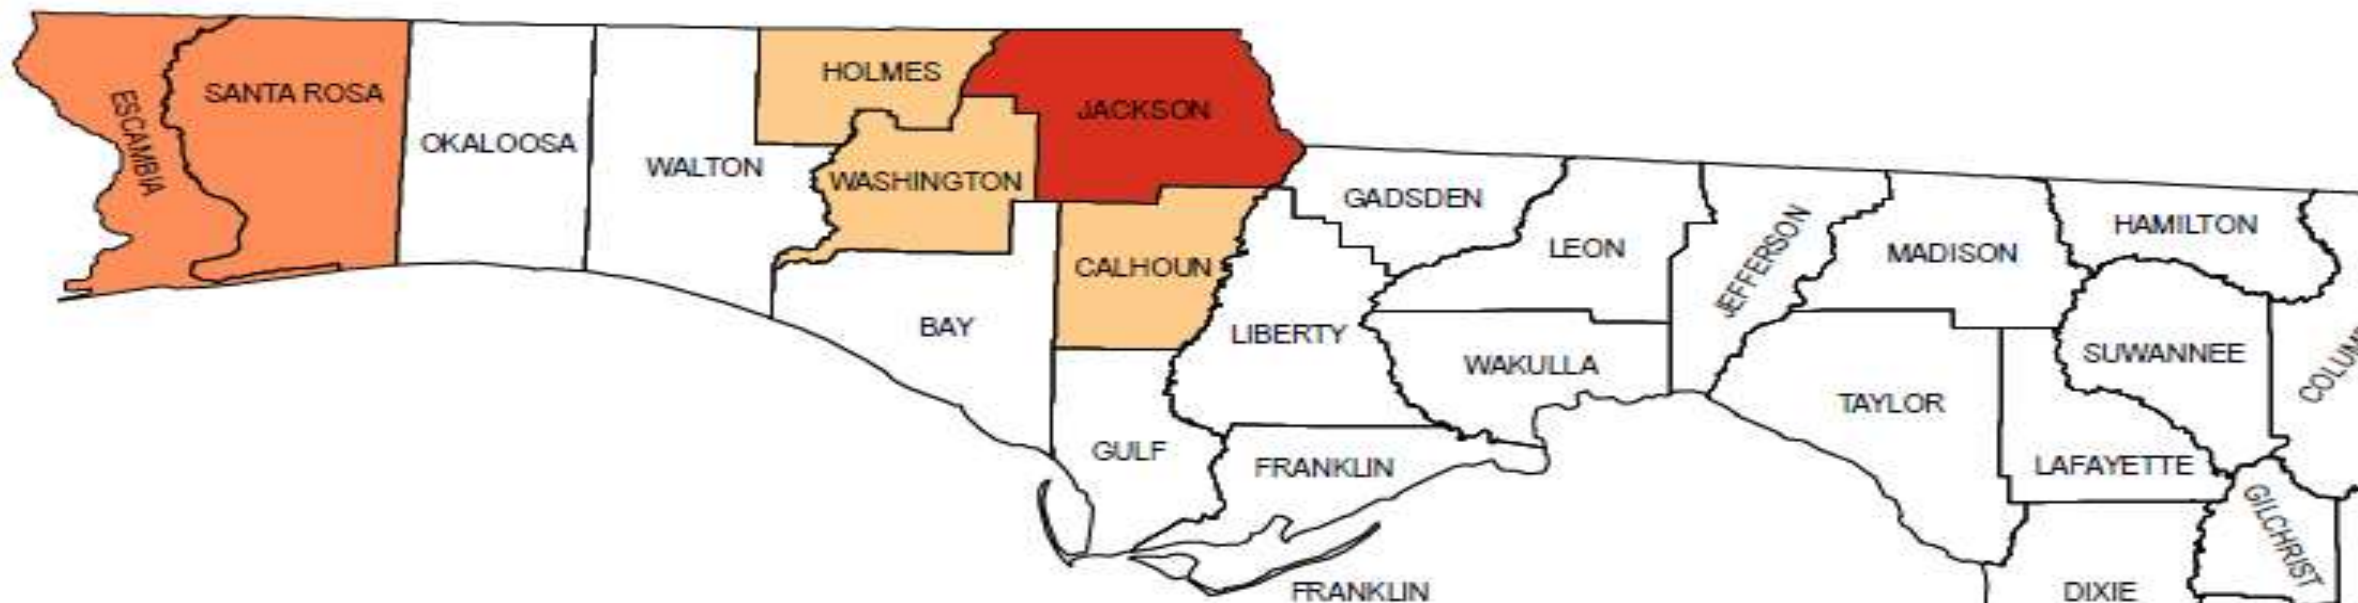 ESCAMBIA
SANTA ROSA
OKALOOSA
WALTON
HOLMES
WASHINGTON
JACKSON
BAY
CALHOUN
GULF
LIBERTY
GADSDEN
FRANKLIN
FRANKLIN
LEON
WAKULLA
JEFFERSON
MADISON
TAYLOR
HAMILTON
SUWANNEE
LAFAYETTE
DIXIE
GILCHRIST